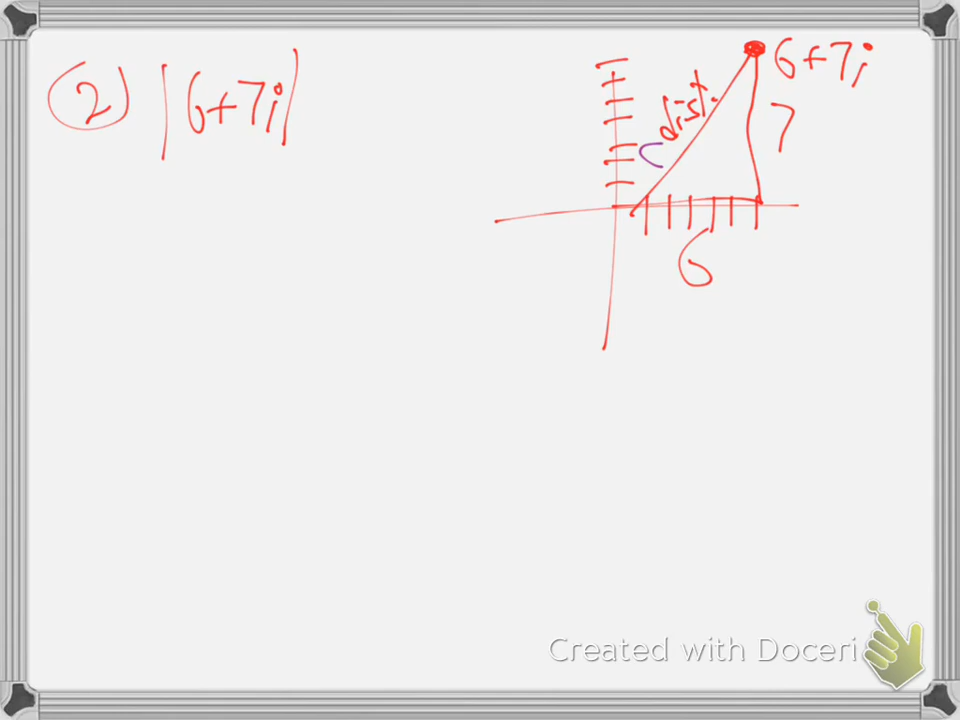 ② |6+7i|
6+7i
dist.
7
6
Created with Doceri